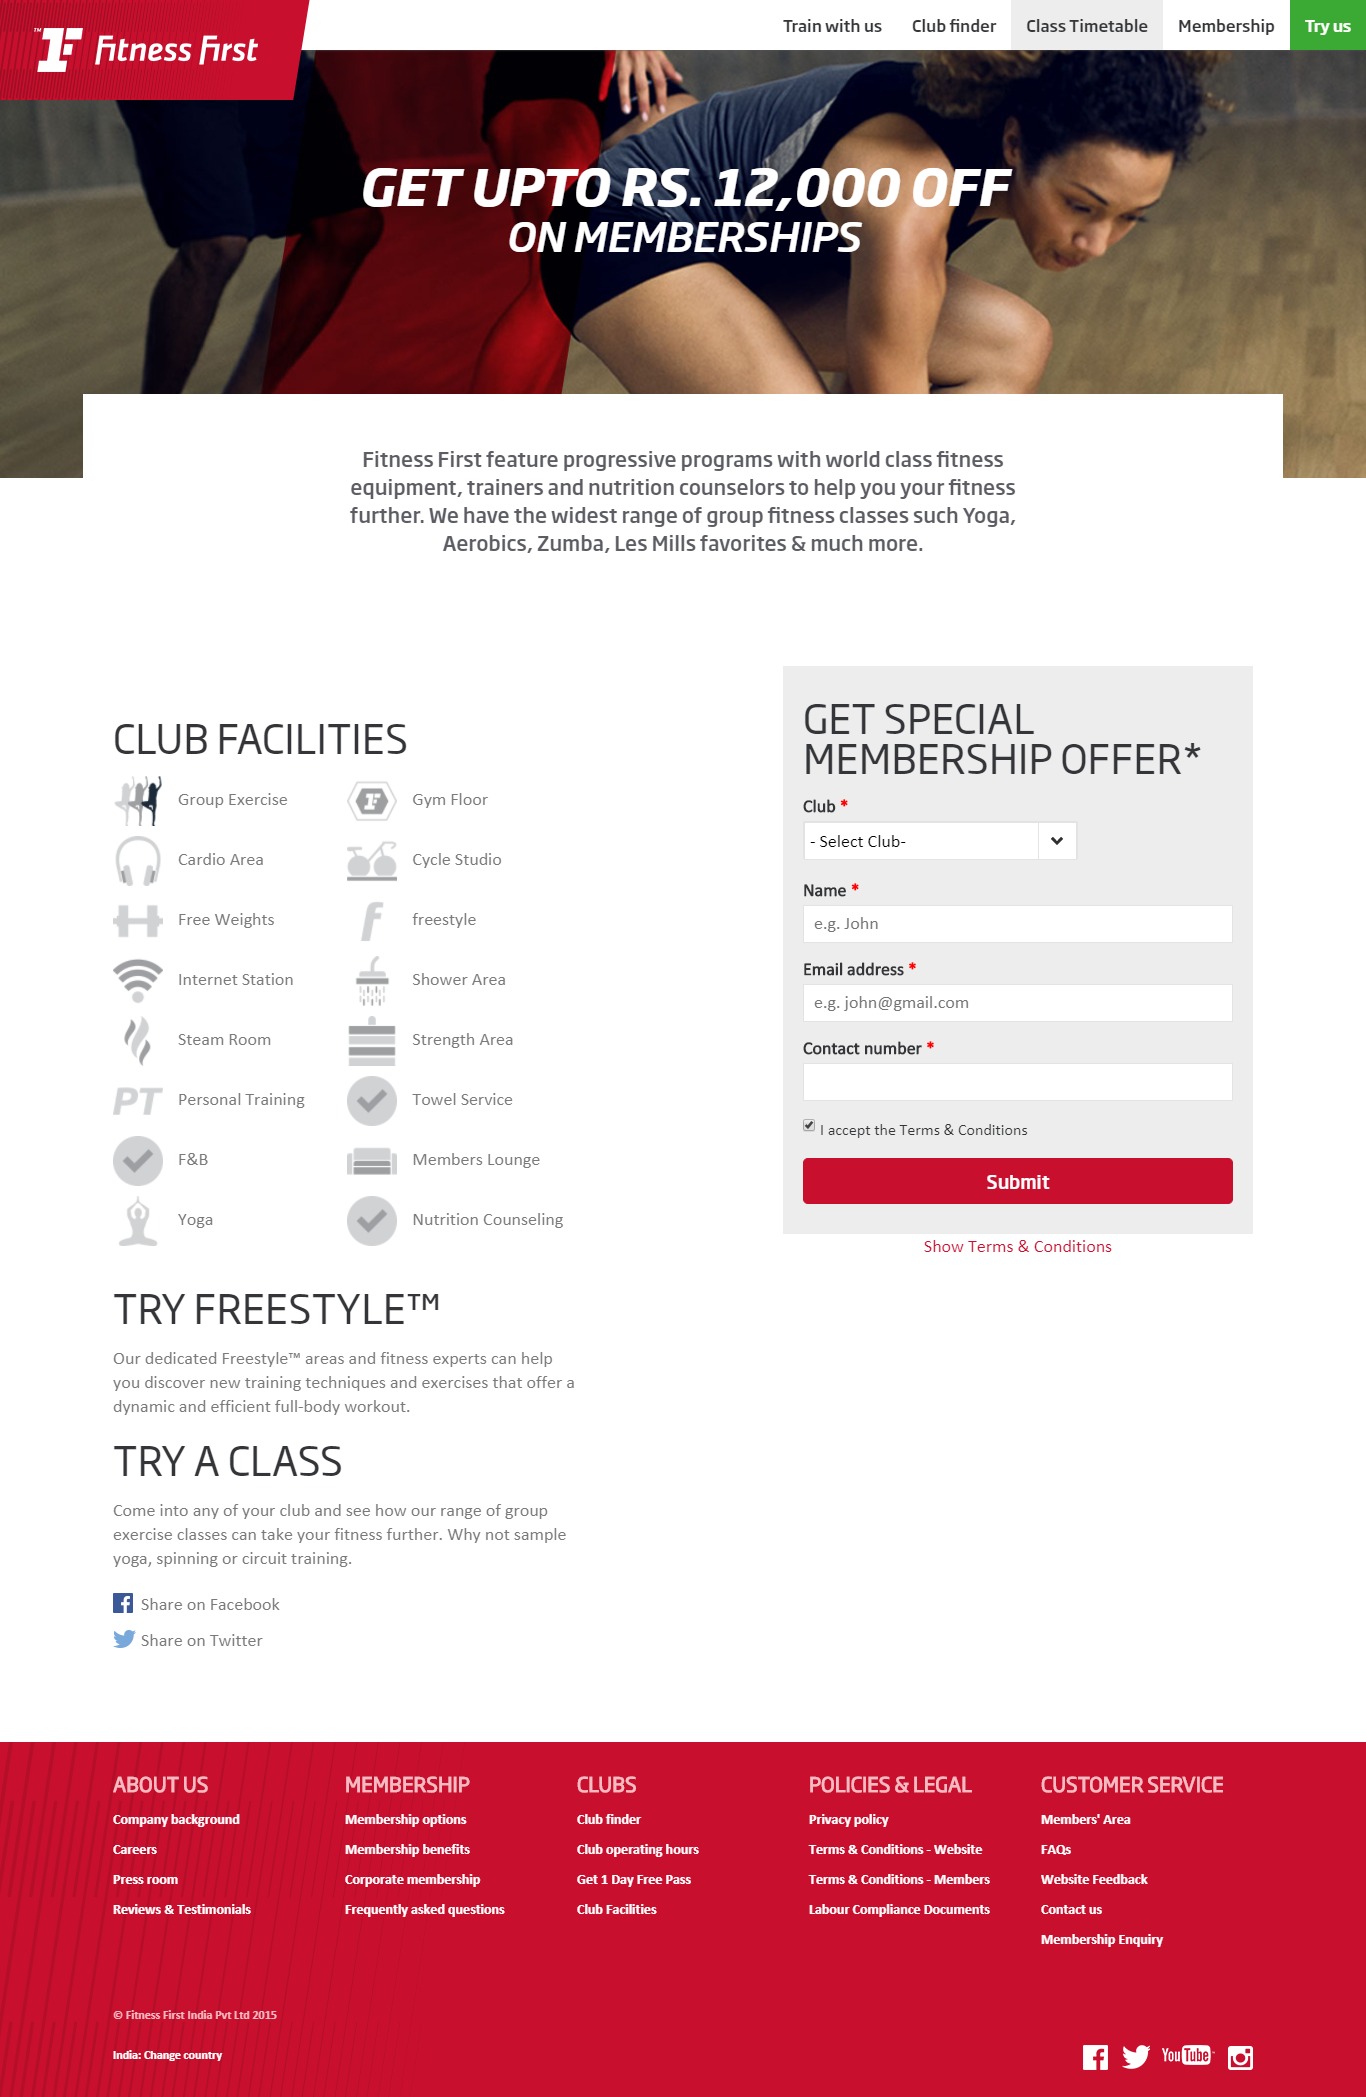 Fitness First
Train with us
Club finder
Class Timetable
Membership
Try us
GET UPTO RS. 12,000 OFF
ON MEMBERSHIPS
Fitness First feature progressive programs with world class fitness
equipment, trainers and nutrition counselors to help you your fitness
further. We have the widest range of group fitness classes such Yoga,
Aerobics, Zumba, Les Mills favorites & much more.
CLUB FACILITIES
Group Exercise
Gym Floor
Cardio Area
Cycle Studio
Free Weights
freestyle
Internet Station
Shower Area
Steam Room
Strength Area
PT Personal Training
Towel Service
F&B
Members Lounge
Yoga
Nutrition Counseling
TRY FREESTYLE™
Our dedicated Freestyle™ areas and fitness experts can help
you discover new training techniques and exercises that offer a
dynamic and efficient full-body workout.
TRY A CLASS
Come into any of your club and see how our range of group
exercise classes can take your fitness further. Why not sample
yoga, spinning or circuit training.
Share on Facebook
Share on Twitter
GET SPECIAL
MEMBERSHIP OFFER*
Club *
- Select Club-
Name *
e.g. John
Email address *
e.g. john@gmail.com
Contact number *
I accept the Terms & Conditions
Submit
Show Terms & Conditions
ABOUT US
Company background
Careers
Press room
Reviews & Testimonials
MEMBERSHIP
Membership options
Membership benefits
Corporate membership
Frequently asked questions
CLUBS
Club finder
Club operating hours
Get 1 Day Free Pass
Club Facilities
POLICIES & LEGAL
Privacy policy
Terms & Conditions - Website
Terms & Conditions - Members
Labour Compliance Documents
CUSTOMER SERVICE
Members' Area
FAQs
Website Feedback
Contact us
Membership Enquiry
© Fitness First India Pvt Ltd 2015
India: Change country
YouTube